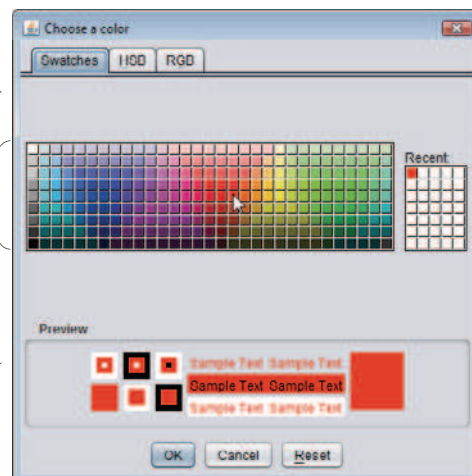 Choose a color
Swatches HSB RGB
Recent:
Preview
Sample Text Sample Text
Sample Text Sample Text
Sample Text Sample Text
OK Cancel Reset